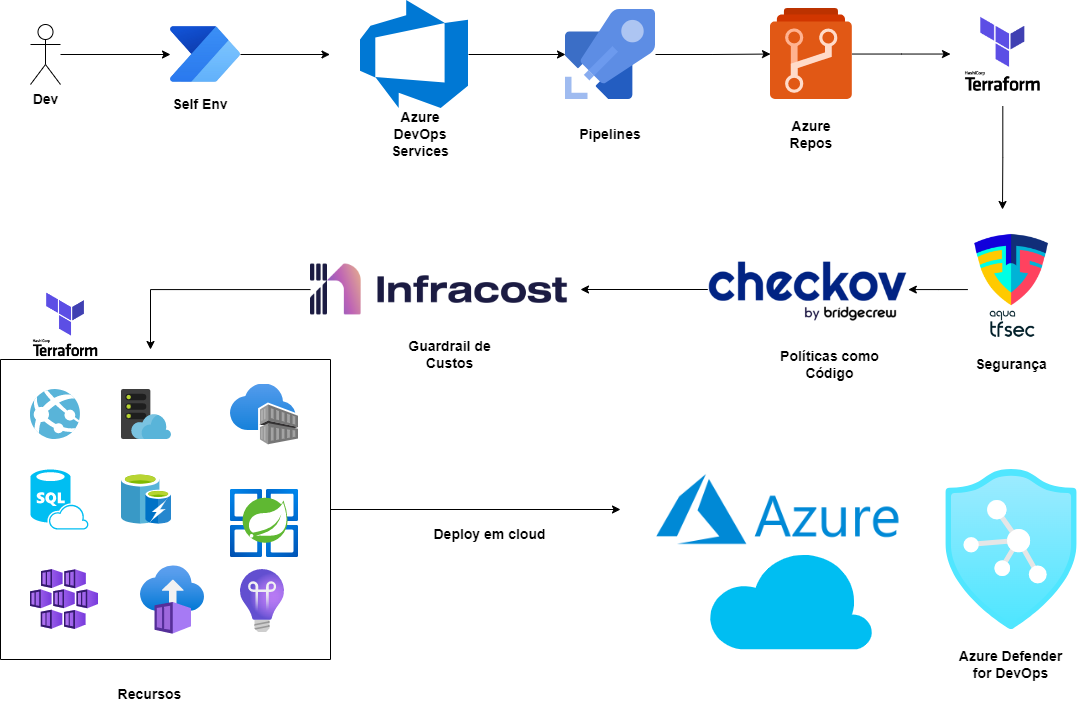 Dev
Self Env
Azure
DevOps
Services
Pipelines
Azure
Repos
HashiCorp
Terraform
Infracost
Guardrail de
Custos
checkov
by bridgecrew
Políticas como
Código
aqua
tfsec
Segurança
HashiCorp
Terraform
SQL
Recursos
Deploy em cloud
Azure
Azure Defender
for DevOps